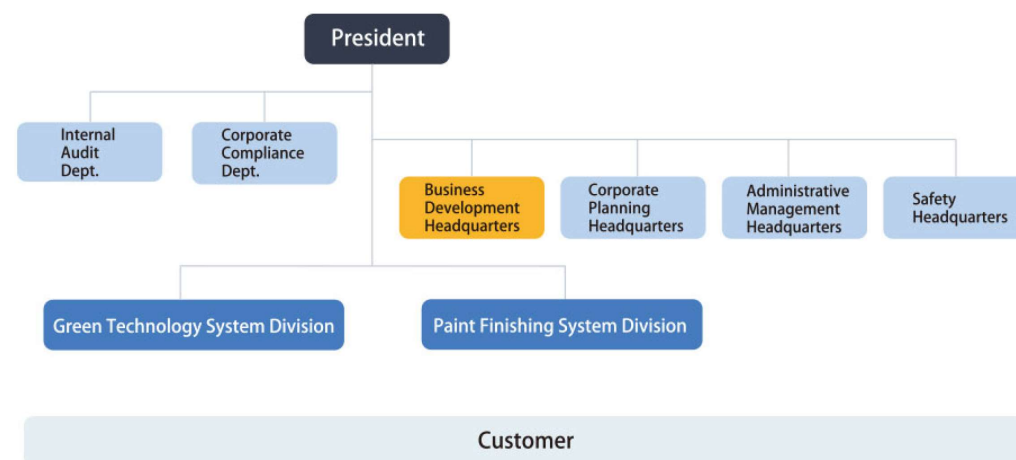 President
Internal
Audit
Dept.
Corporate
Compliance
Dept.
Business
Development
Headquarters
Corporate
Planning
Headquarters
Administrative
Management
Headquarters
Safety
Headquarters
Green Technology System Division
Paint Finishing System Division
Customer